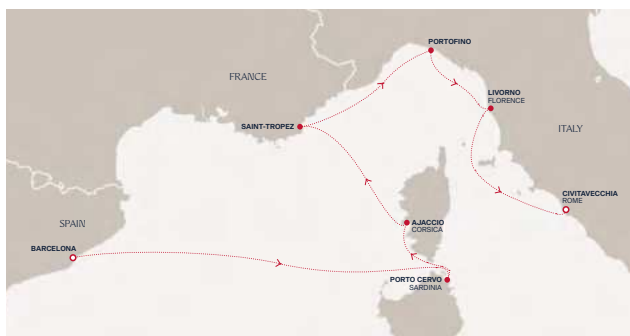 PORTOFINO
FRANCE
LIVORNO
FLORENCE
SAINT-TROPEZ
ITALY
CIVITAVECCHIA
ROME
SPAIN
AJACCIO
CORSICA
BARCELONA
PORTO CERVO
SARDINIA